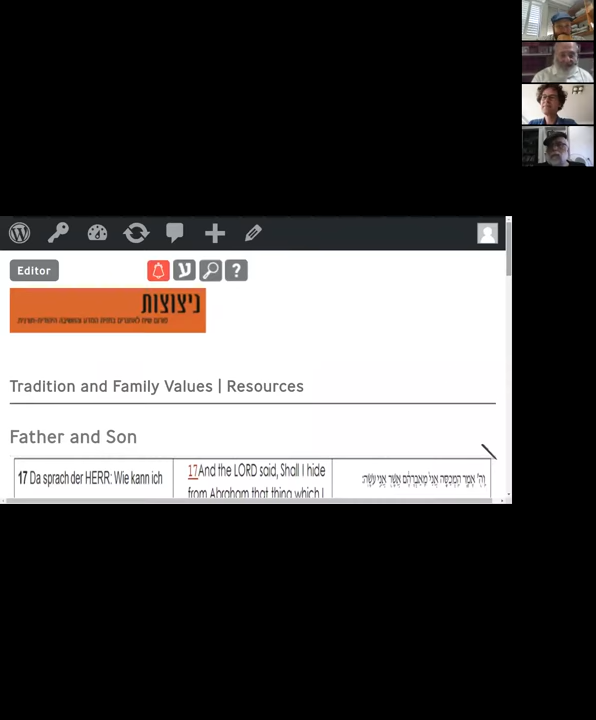 Editor
ע
?
ניצוצות
Tradition and Family Values | Resources
Father and Son
17 Da sprach der HERR: Wie kann ich
17And the LORD said, Shall I hide
from Abraham that thing which I